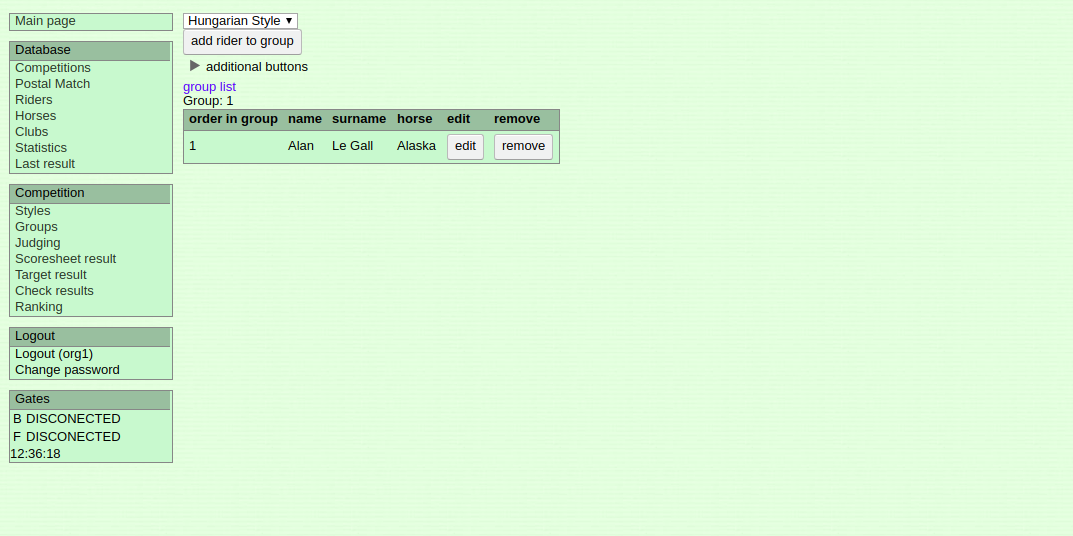 Main page
Database
Competitions
Postal Match
Riders
Horses
Clubs
Statistics
Last result
Competition
Styles
Groups
Judging
Scoresheet result
Target result
Check results
Ranking
Logout
Logout (org1)
Change password
Gates
B DISCONECTED
F DISCONECTED
12:36:18
Hungarian Style
add rider to group
additional buttons
group list
Group: 1
order in group name surname horse edit remove
1 Alan Le Gall Alaska edit remove